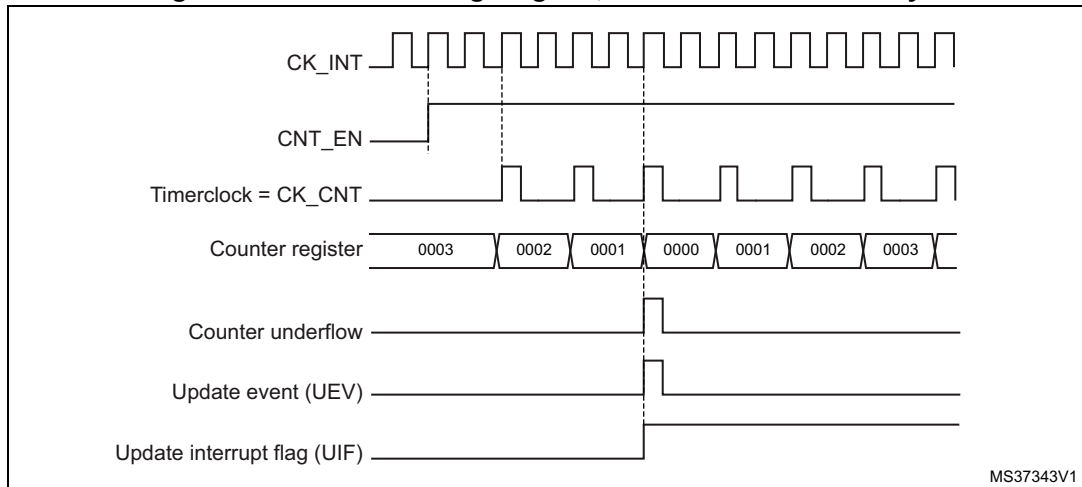 CK_INT
CNT_EN
Timerclock = CK_CNT
Counter register 0003 0002 0001 0000 0001 0002 0003
Counter underflow
Update event (UEV)
Update interrupt flag (UIF)
MS37343V1